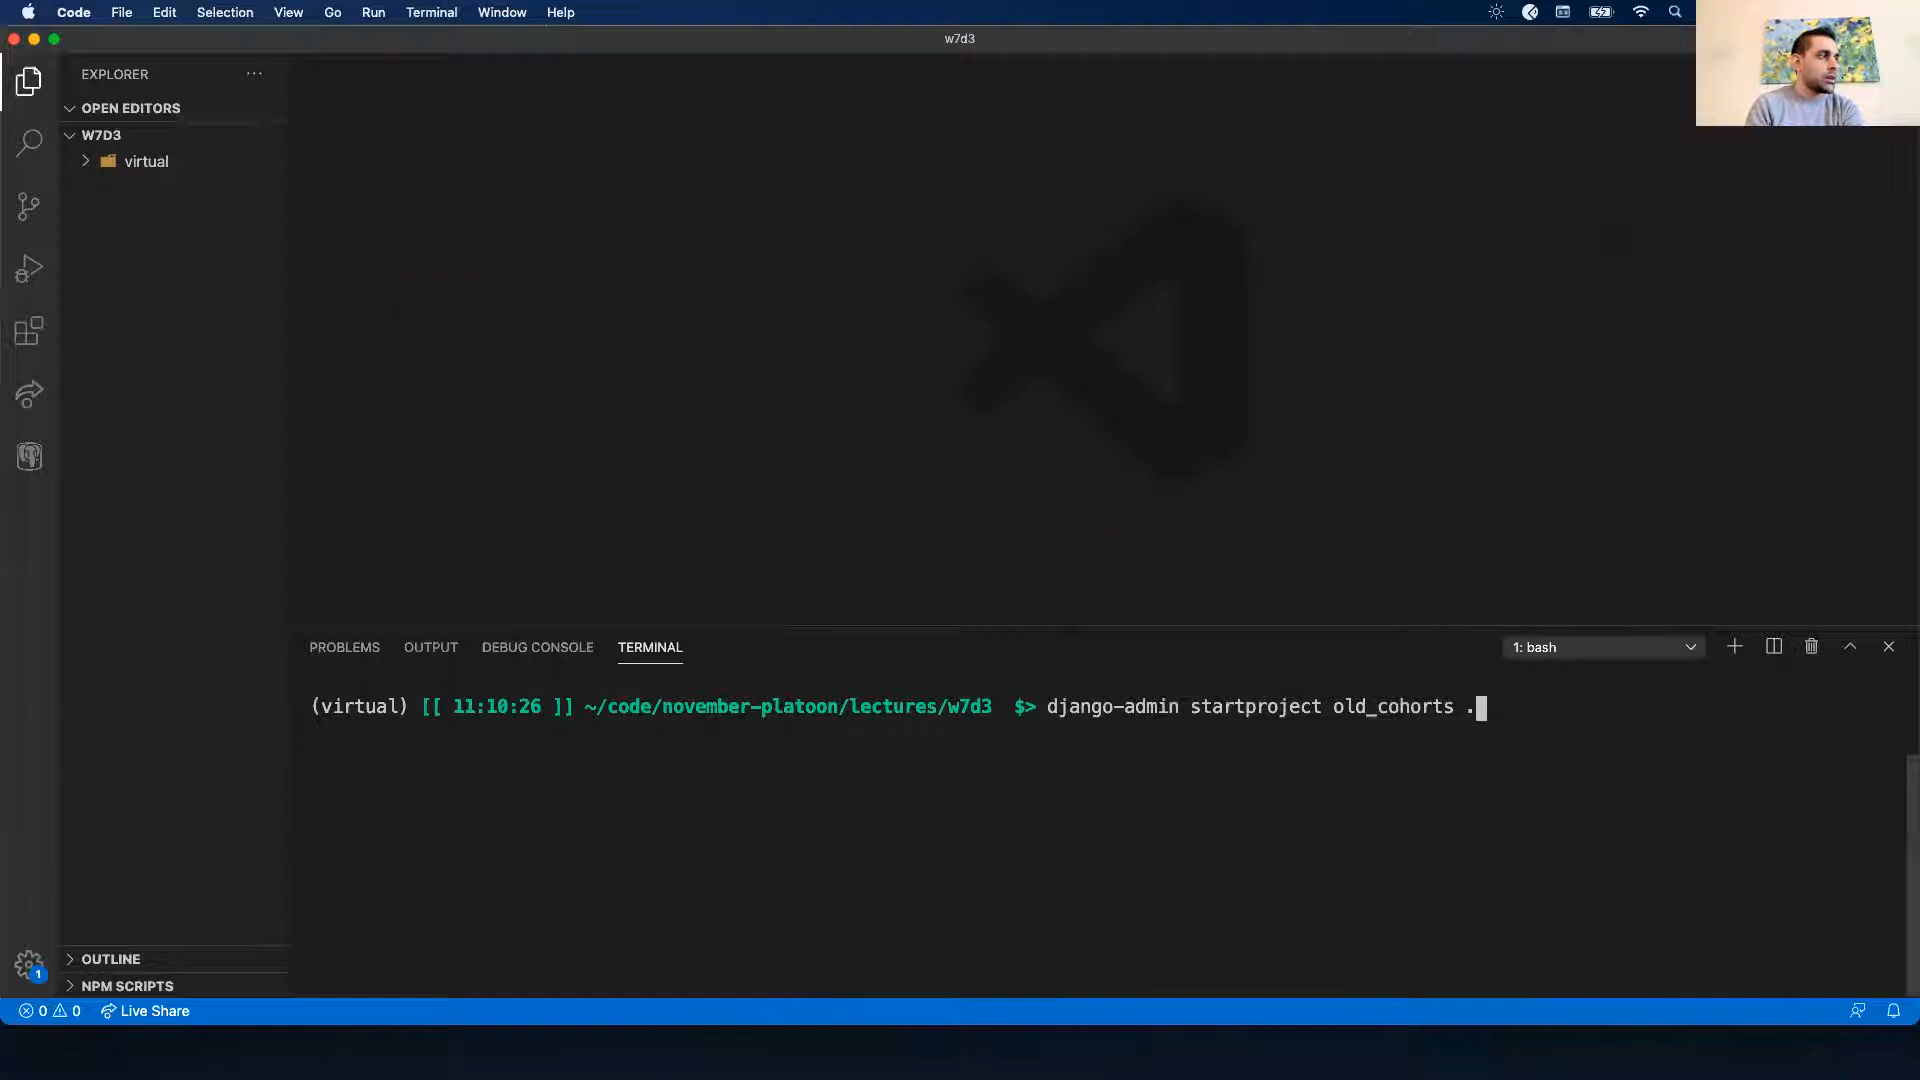 Code File Edit Selection View Go Run Terminal Window Help
w7d3
EXPLORER
OPEN EDITORS
W7D3
virtual
PROBLEMS OUTPUT DEBUG CONSOLE TERMINAL 1: bash
(virtual) [[ 11:10:26 ]] ~/code/november-platoon/lectures/w7d3 $> django-admin startproject old_cohorts .
OUTLINE
1
NPM SCRIPTS
0 0 Live Share